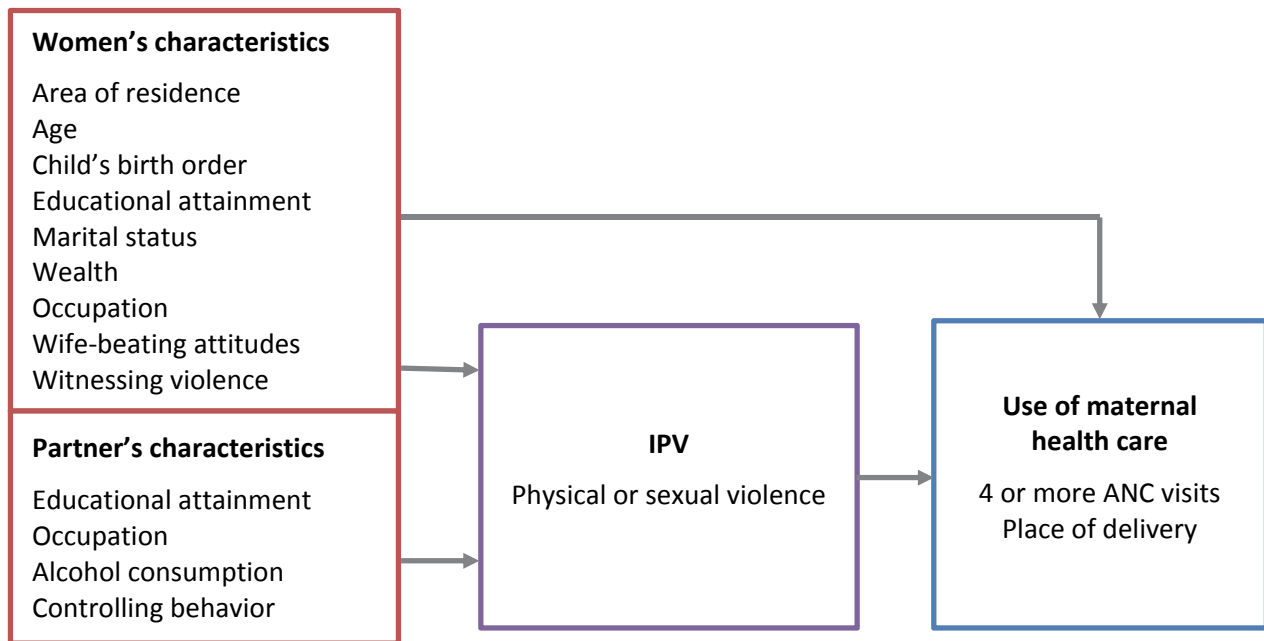 Women’s characteristics
Area of residence
Age
Child’s birth order
Educational attainment
Marital status
Wealth
Occupation
Wife-beating attitudes
Witnessing violence
Partner’s characteristics
Educational attainment
Occupation
Alcohol consumption
Controlling behavior
IPV
Physical or sexual violence
Use of maternal
health care
4 or more ANC visits
Place of delivery